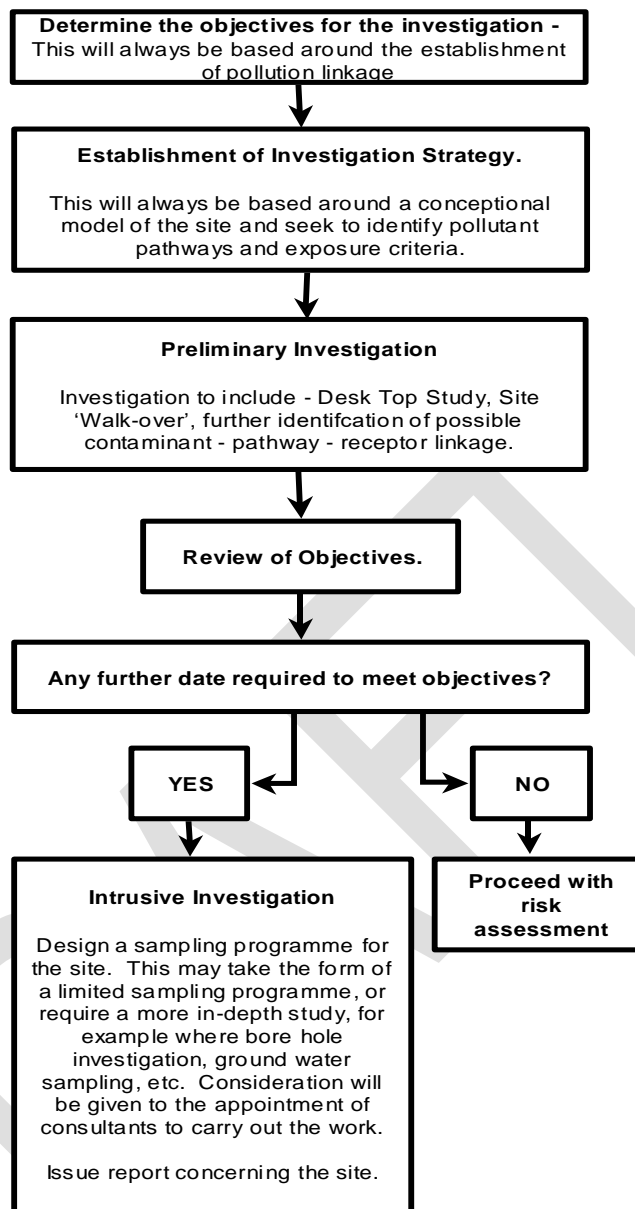 Determine the objectives for the investigation -
This will always be based around the establishment
of pollution linkage
Establishment of Investigation Strategy.
This will always be based around a conceptional
model of the site and seek to identify pollutant
pathways and exposure criteria.
Preliminary Investigation
Investigation to include - Desk Top Study, Site
‘Walk-over’, further identifcation of possible
contaminant - pathway - receptor linkage.
Review of Objectives.
Any further date required to meet objectives?
YES
NO
Intrusive Investigation
Design a sampling programme for
the site. This may take the form of
a limited sampling programme, or
require a more in-depth study, for
example where bore hole
investigation, ground water
sampling, etc. Consideration will
be given to the appointment of
consultants to carry out the work.
Issue report concerning the site.
Proceed with
risk
assessment